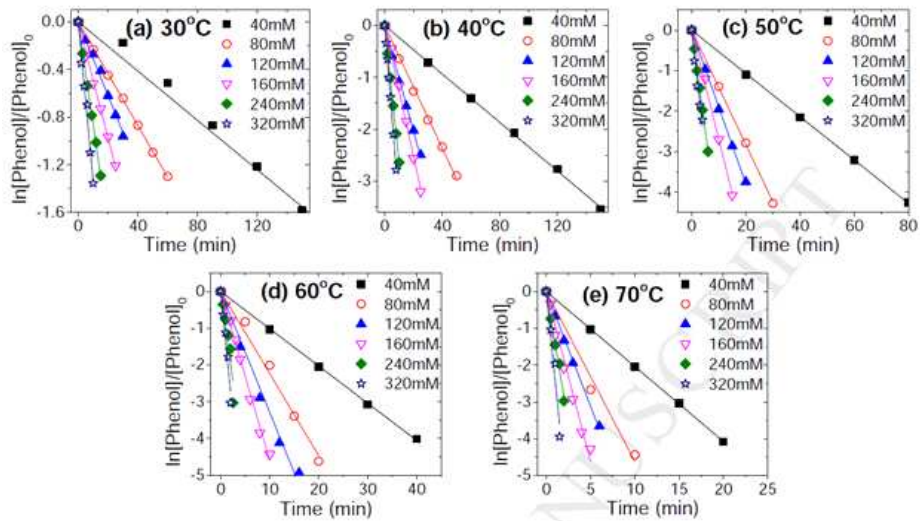 (a) 30°C
40mM
80mM
120mM
160mM
240mM
320mM
0.0
-0.4
-0.8
-1.2
-1.6
0 40 80 120
ln[Phenol]/[Phenol]0
Time (min)
(b) 40°C
40mM
80mM
120mM
160mM
240mM
320mM
0
-1
-2
-3
0 40 80 120
ln[Phenol]/[Phenol]0
Time (min)
(c) 50°C
40mM
80mM
120mM
160mM
240mM
320mM
0
-1
-2
-3
-4
0 20 40 60 80
ln[Phenol]/[Phenol]0
Time (min)
(d) 60°C
40mM
80mM
120mM
160mM
240mM
320mM
0
-1
-2
-3
-4
-5
0 10 20 30 40
ln[Phenol]/[Phenol]0
Time (min)
(e) 70°C
40mM
80mM
120mM
160mM
240mM
320mM
0
-1
-2
-3
-4
-5
0 5 10 15 20 25
ln[Phenol]/[Phenol]0
Time (min)